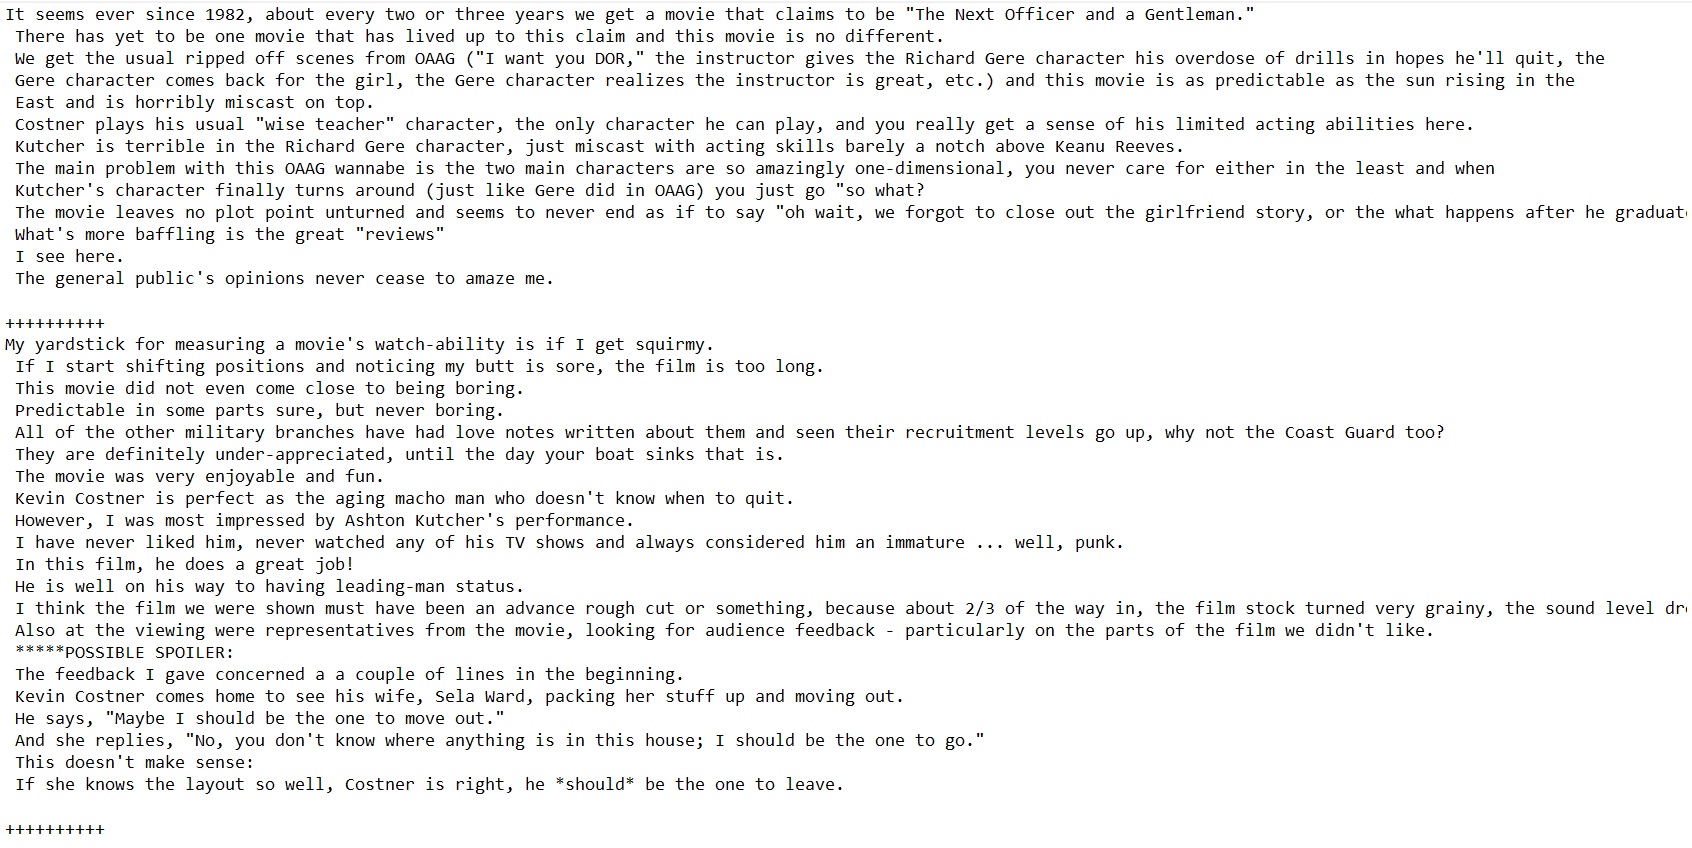 It seems ever since 1982, about every two or three years we get a movie that claims to be "The Next Officer and a Gentleman."
There has yet to be one movie that has lived up to this claim and this movie is no different.
We get the usual ripped off scenes from OAAG ("I want you DOR," the instructor gives the Richard Gere character his overdose of drills in hopes he'll quit, the
Gere character comes back for the girl, the Gere character realizes the instructor is great, etc.) and this movie is as predictable as the sun rising in the
East and is horribly miscast on top.
Costner plays his usual "wise teacher" character, the only character he can play, and you really get a sense of his limited acting abilities here.
Kutcher is terrible in the Richard Gere character, just miscast with acting skills barely a notch above Keanu Reeves.
The main problem with this OAAG wannabe is the two main characters are so amazingly one-dimensional, you never care for either in the least and when
Kutcher's character finally turns around (just like Gere did in OAAG) you just go "so what?
The movie leaves no plot point unturned and seems to never end as if to say "oh wait, we forgot to close out the girlfriend story, or the what happens after he
What's more baffling is the great "reviews"
I see here.
The general public's opinions never cease to amaze me.
++++++++++
My yardstick for measuring a movie's watch-ability is if I get squirmy.
If I start shifting positions and noticing my butt is sore, the film is too long.
This movie did not even come close to being boring.
Predictable in some parts sure, but never boring.
All of the other military branches have had love notes written about them and seen their recruitment levels go up, why not the Coast Guard too?
They are definitely under-appreciated, until the day your boat sinks that is.
The movie was very enjoyable and fun.
Kevin Costner is perfect as the aging macho man who doesn't know when to quit.
However, I was most impressed by Ashton Kutcher's performance.
I have never liked him, never watched any of his TV shows and always considered him an immature ... well, punk.
In this film, he does a great job!
He is well on his way to having leading-man status.
I think the film we were shown must have been an advance rough cut or something, because about 2/3 of the way in, the film stock turned very grainy, the sound level
Also at the viewing were representatives from the movie, looking for audience feedback - particularly on the parts of the film we didn't like.
*****POSSIBLE SPOILER:
The feedback I gave concerned a a couple of lines in the beginning.
Kevin Costner comes home to see his wife, Sela Ward, packing her stuff up and moving out.
He says, "Maybe I should be the one to move out."
And she replies, "No, you don't know where anything is in this house; I should be the one to go."
This doesn't make sense:
If she knows the layout so well, Costner is right, he *should* be the one to leave.
++++++++++